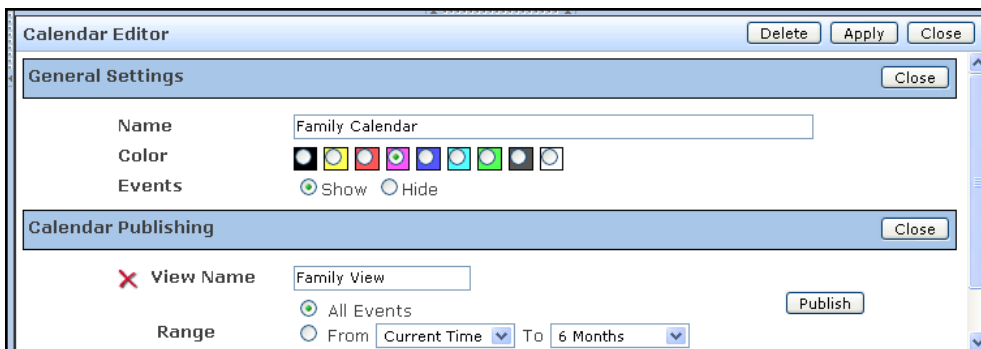 Calendar Editor Delete Apply Close
General Settings Close
Name Family Calendar
Color
Events Show Hide
Calendar Publishing Close
View Name Family View
All Events Publish
Range From Current Time To 6 Months